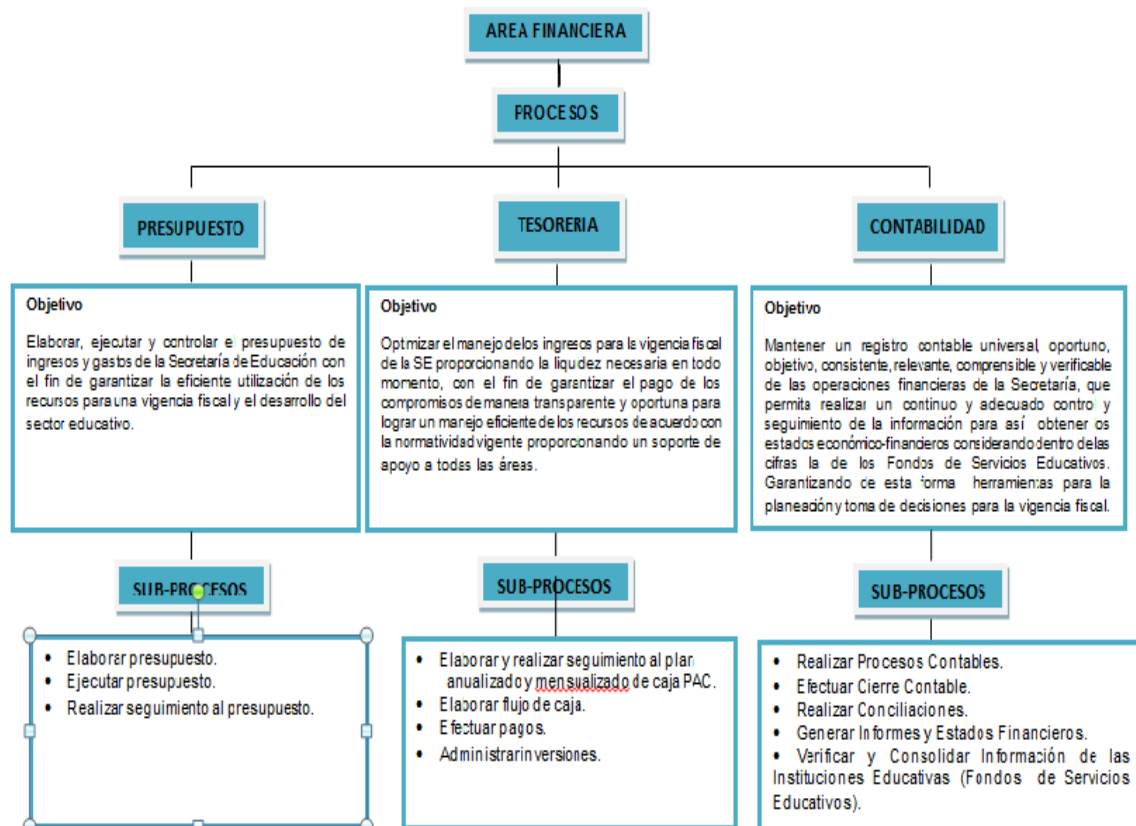 AREA FINANCIERA
PROCESOS
PRESUPUESTO
Objetivo
Elaborar, ejecutar y controlar el presupuesto de
ingresos y gastos de la Secretaría de Educación con
el fin de garantizar la eficiente utilización de los
recursos para una vigencia fiscal y el desarrollo del
sector educativo.
SUB-PROCESOS
• Elaborar presupuesto.
• Ejecutar presupuesto.
• Realizar seguimiento al presupuesto.
TESORERIA
Objetivo
Optimizar el manejo de los ingresos para la vigencia fiscal
de la SE proporcionando la liquidez necesaria en todo
momento, con el fin de garantizar el pago de los
compromisos de manera transparente y oportuna para
lograr un manejo eficiente de los recursos de acuerdo con
la normatividad vigente proporcionando un soporte de
apoyo a todas las áreas.
SUB-PROCESOS
• Elaborar y realizar seguimiento al plan
anualizado y mensualizado de caja PAC.
• Elaborar flujo de caja.
• Efectuar pagos.
• Administrar inversiones.
CONTABILIDAD
Objetivo
Mantener un registro contable universal, oportuno,
objetivo, consistente, relevante, comprensible y verificable
de las operaciones financieras de la Secretaría, que
permita realizar un continuo y adecuado control y
seguimiento de la información para así obtener os
estados económico-financieros considerando dentro de las
cifras la de los Fondos de Servicios Educativos.
Garantizando de esta forma herramientas para la
planeación y toma de decisiones para la vigencia fiscal.
SUB-PROCESOS
• Realizar Procesos Contables.
• Efectuar Cierre Contable.
• Realizar Conciliaciones.
• Generar Informes y Estados Financieros.
• Verificar y Consolidar Información de las
Instituciones Educativas (Fondos de Servicios
Educativos).